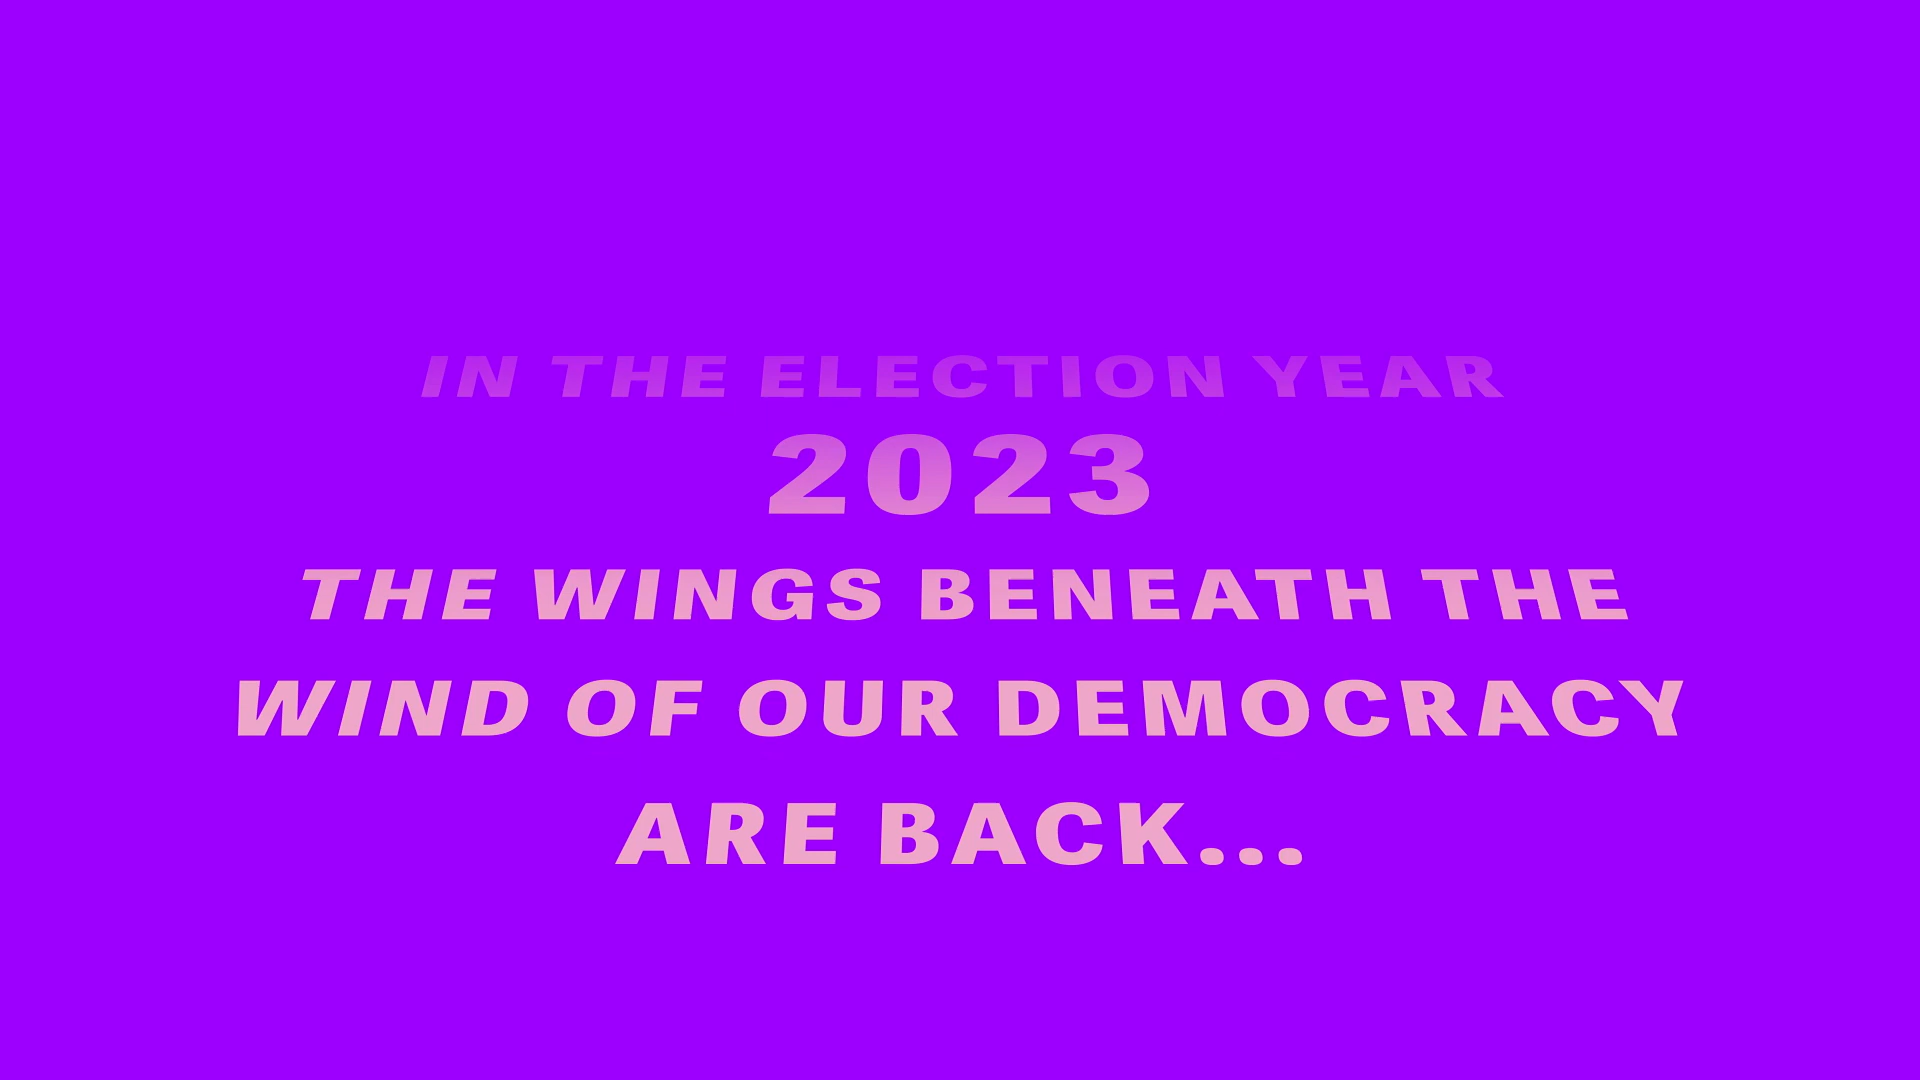 IN THE ELECTION YEAR
2023
THE WINGS BENEATH THE
WIND OF OUR DEMOCRACY
ARE BACK...